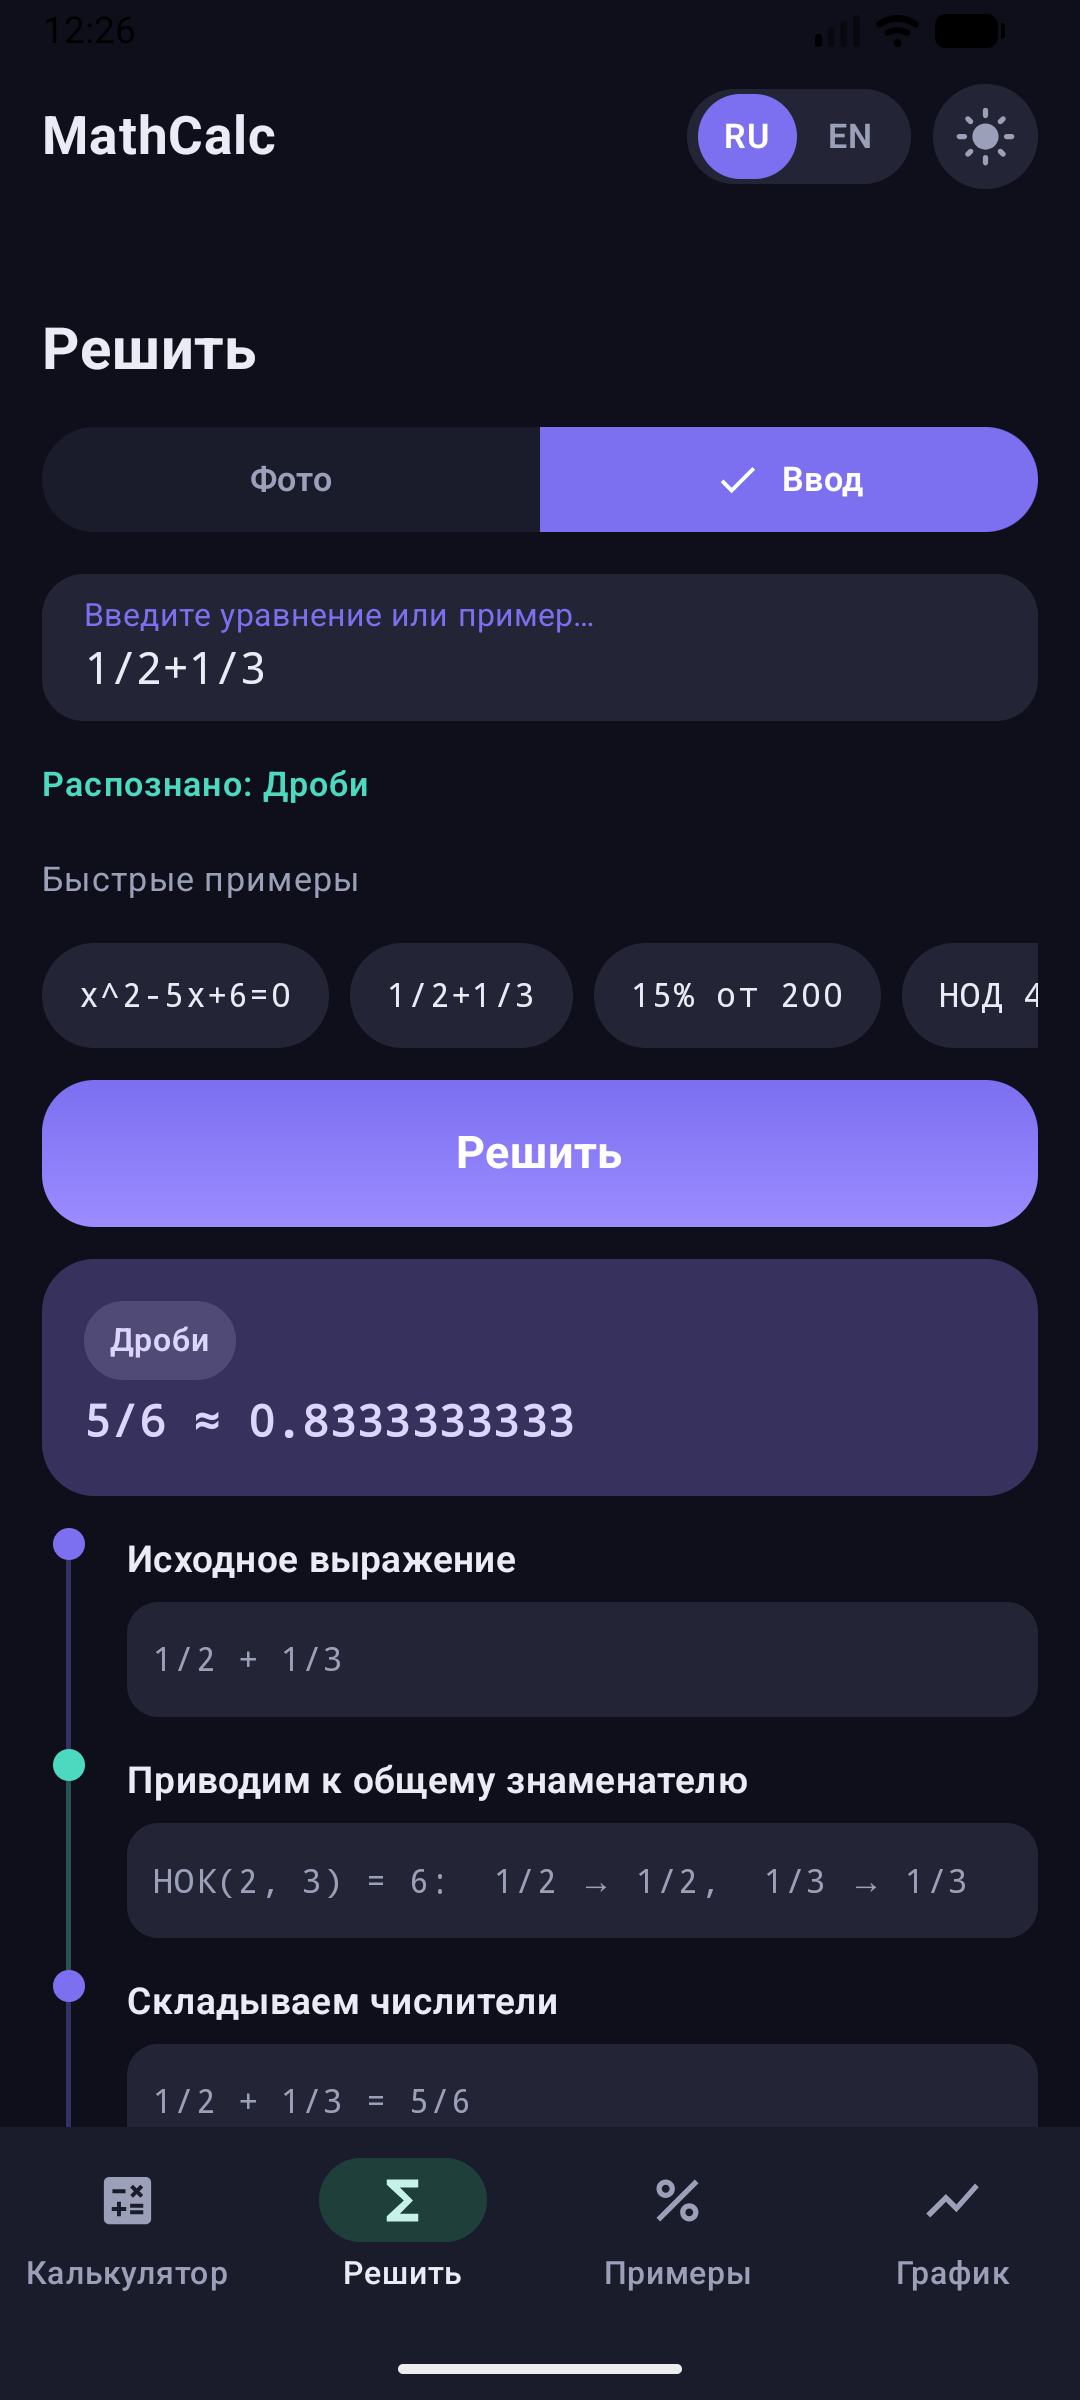 12:26
MathCalc
RU EN
Решить
Фото
Ввод
Введите уравнение или пример…
1/2+1/3
Распознано: Дроби
Быстрые примеры
x^2-5x+6=0 1/2+1/3 15% от 200 НОД 4
Решить
Дроби
5/6 ≈ 0.8333333333
Исходное выражение
1/2 + 1/3
Приводим к общему знаменателю
НОК(2, 3) = 6:  1/2 → 1/2,  1/3 → 1/3
Складываем числители
1/2 + 1/3 = 5/6
Калькулятор Решить Примеры График